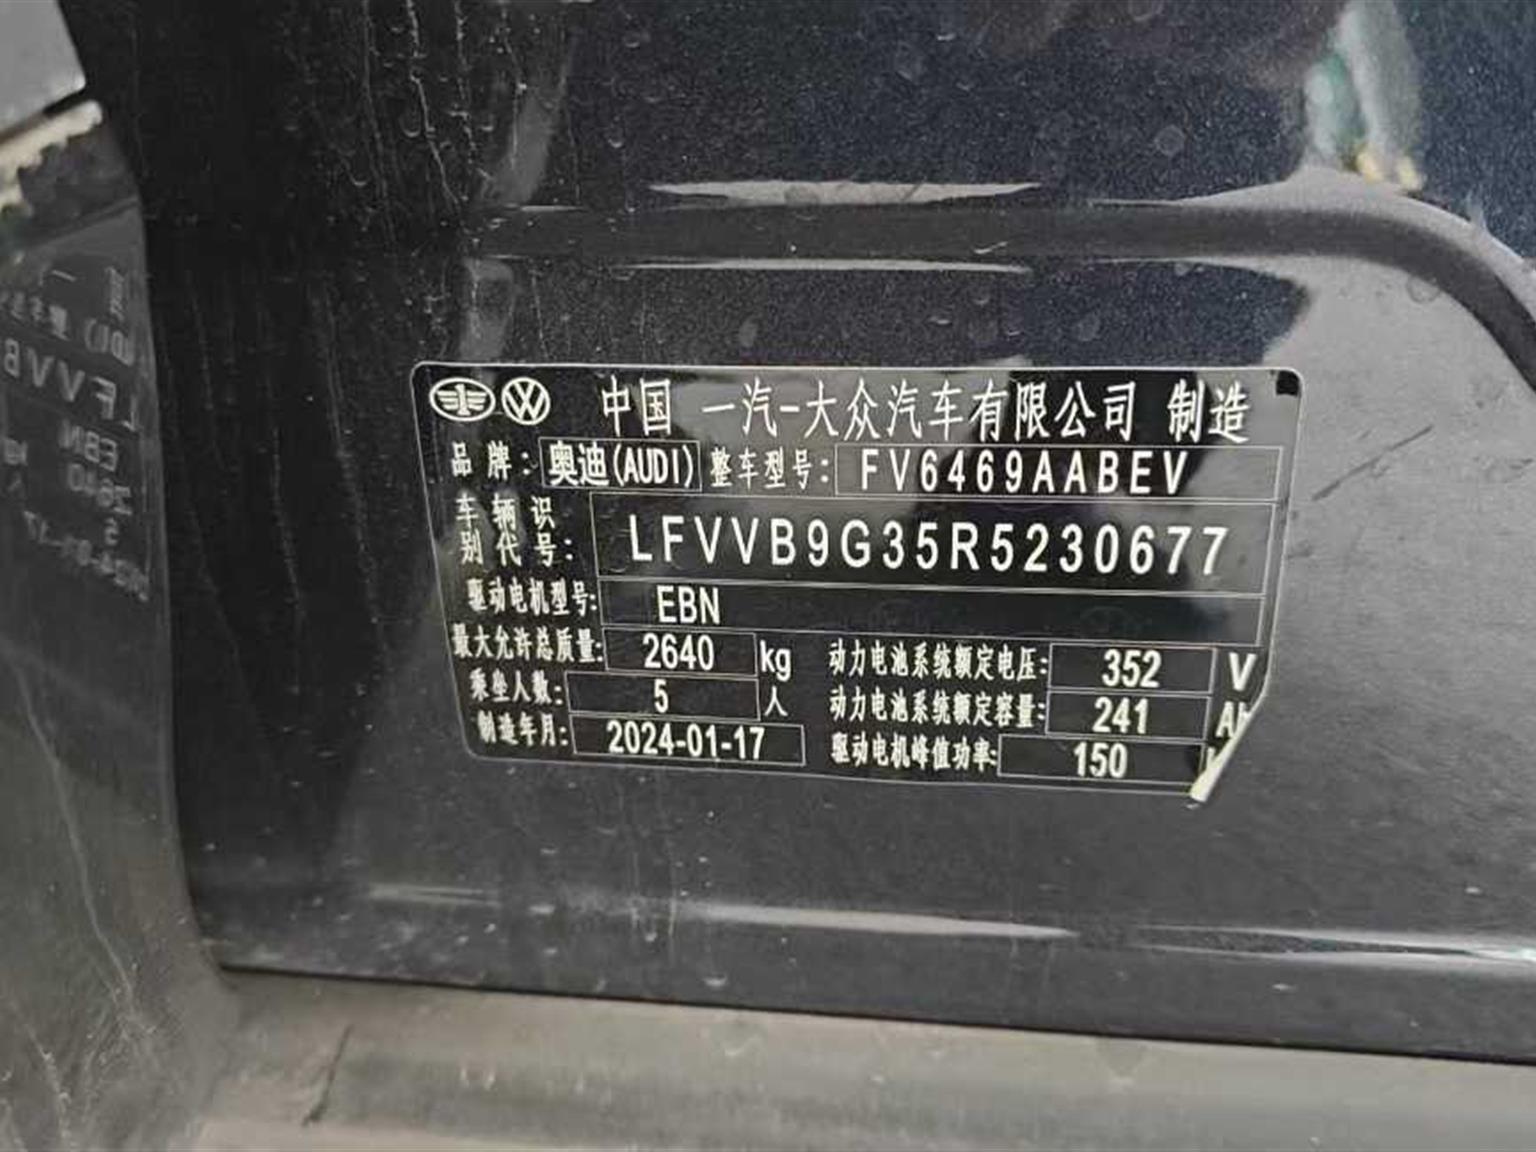 中国 一汽-大众汽车有限公司 制造
品牌: 奥迪(AUDI) 整车型号: FV6469AABEV
车辆识别代号: LFVVB9G35R5230677
驱动电机型号: EBN
最大允许总质量: 2640 kg 动力电池系统额定电压: 352 V
乘坐人数: 5 人 动力电池系统额定容量: 241 Ah
制造年月: 2024-01-17 驱动电机峰值功率: 150